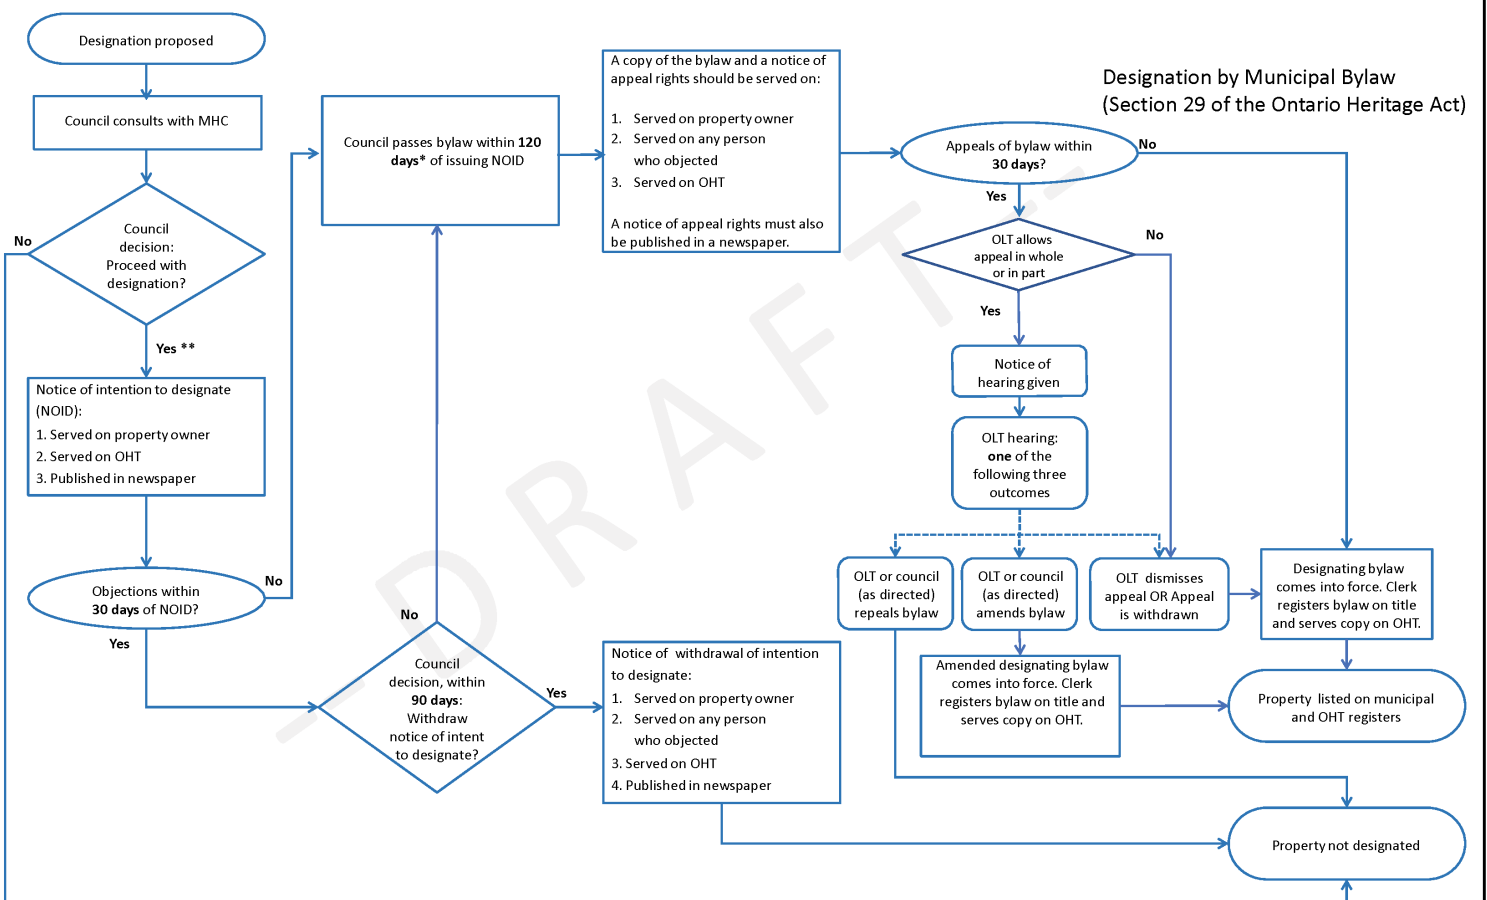 Designation by Municipal Bylaw
(Section 29 of the Ontario Heritage Act)
Designation proposed
Council consults with MHC
Council
decision:
Proceed with
designation?
No
Yes **
Notice of intention to designate
(NOID):
1. Served on property owner
2. Served on OHT
3. Published in newspaper
Objections within
30 days of NOID?
No
Yes
Council passes bylaw within 120
days* of issuing NOID
No
Council
decision, within
90 days:
Withdraw
notice of intent
to designate?
Yes
A copy of the bylaw and a notice of
appeal rights should be served on:
1. Served on property owner
2. Served on any person
who objected
3. Served on OHT
A notice of appeal rights must also
be published in a newspaper.
Notice of withdrawal of intention
to designate:
1. Served on property owner
2. Served on any person
who objected
3. Served on OHT
4. Published in newspaper
Appeals of bylaw within
30 days?
No
Yes
OLT allows
appeal in whole
or in part
No
Yes
Notice of
hearing given
OLT hearing:
one of the
following three
outcomes
OLT or council
(as directed)
repeals bylaw
OLT or council
(as directed)
amends bylaw
OLT dismisses
appeal OR Appeal
is withdrawn
Designating bylaw
comes into force. Clerk
registers bylaw on title
and serves copy on OHT.
Amended designating bylaw
comes into force. Clerk
registers bylaw on title and
serves copy on OHT.
Property listed on municipal
and OHT registers
Property not designated
--DRAFT--